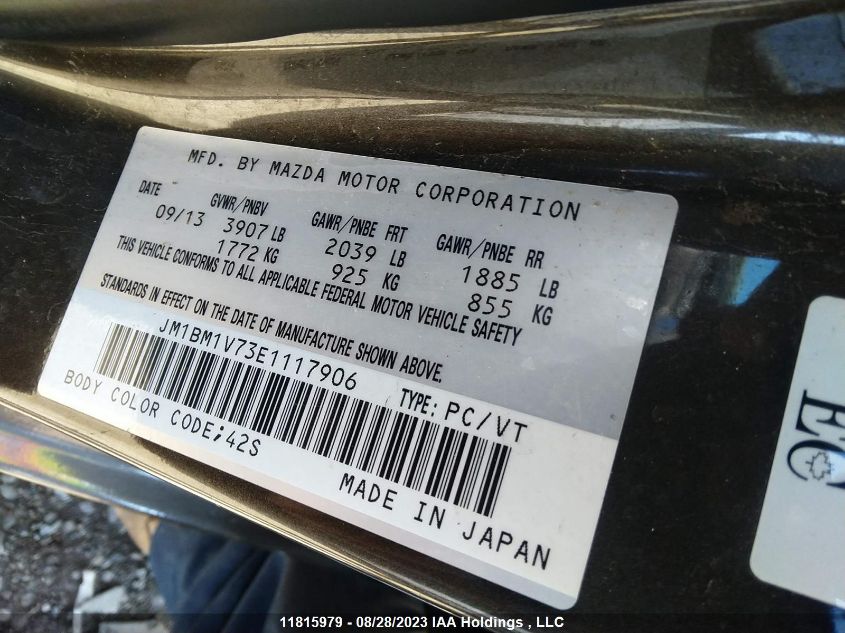 MFD. BY MAZDA MOTOR CORPORATION
DATE GVWR/PNBV GAWR/PNBE FRT GAWR/PNBE RR
09/13 3907 LB 2039 LB 1885 LB
1772 KG 925 KG 855 KG
THIS VEHICLE CONFORMS TO ALL APPLICABLE FEDERAL MOTOR VEHICLE SAFETY
STANDARDS IN EFFECT ON THE DATE OF MANUFACTURE SHOWN ABOVE.
JM1BM1V73E1117906 TYPE: PC/VT
BODY COLOR CODE;42S
MADE IN JAPAN
EC
11815979 - 08/28/2023 IAA Holdings , LLC